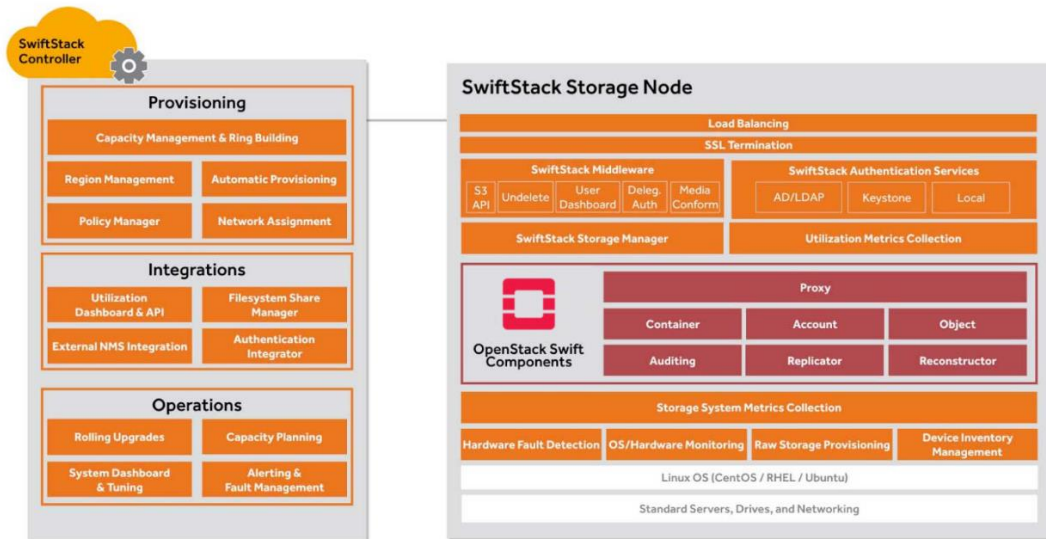 SwiftStack
Controller
Provisioning
Capacity Management & Ring Building
Region Management
Automatic Provisioning
Policy Manager
Network Assignment
Integrations
Utilization
Dashboard & API
Filesystem Share
Manager
External NMS Integration
Authentication
Integrator
Operations
Rolling Upgrades
Capacity Planning
System Dashboard
& Tuning
Alerting &
Fault Management
SwiftStack Storage Node
Load Balancing
SSL Termination
SwiftStack Middleware
S3
API
Undelete
User
Dashboard
Deleg.
Auth
Media
Conform
SwiftStack Authentication Services
AD/LDAP
Keystone
Local
SwiftStack Storage Manager
Utilization Metrics Collection
OpenStack Swift
Components
Proxy
Container
Account
Object
Auditing
Replicator
Reconstructor
Storage System Metrics Collection
Hardware Fault Detection
OS/Hardware Monitoring
Raw Storage Provisioning
Device Inventory
Management
Linux OS (CentOS / RHEL / Ubuntu)
Standard Servers, Drives, and Networking